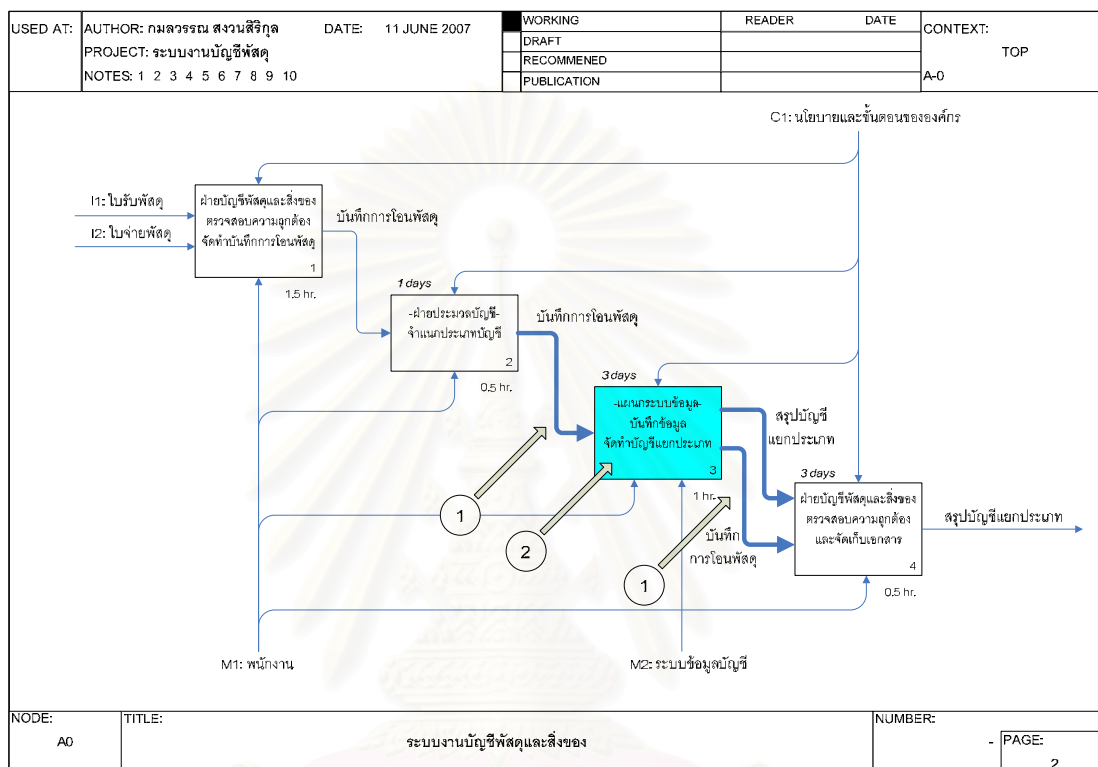 USED AT:
AUTHOR: กมลวรรณ สงวนสิริกุล
DATE: 11 JUNE 2007
PROJECT: ระบบงานบัญชีพัสดุ
NOTES: 1 2 3 4 5 6 7 8 9 10
WORKING
READER
DATE
DRAFT
RECOMMENED
PUBLICATION
CONTEXT:
TOP
A-0
C1: นโยบายและขั้นตอนขององค์กร
I1: ใบรับพัสดุ
I2: ใบจ่ายพัสดุ
ฝ่ายบัญชีพัสดุและสิ่งของ
ตรวจสอบความถูกต้อง
จัดทำบันทึกการโอนพัสดุ
1
1.5 hr.
บันทึกการโอนพัสดุ
1 days
-ฝ่ายประมวลบัญชี-
จำแนกประเภทบัญชี
2
0.5 hr.
บันทึกการโอนพัสดุ
3 days
-แผนกระบบข้อมูล-
บันทึกข้อมูล
จัดทำบัญชีแยกประเภท
3
1 hr.
สรุปบัญชี
แยกประเภท
บันทึก
การโอนพัสดุ
3 days
ฝ่ายบัญชีพัสดุและสิ่งของ
ตรวจสอบความถูกต้อง
และจัดเก็บเอกสาร
4
0.5 hr.
สรุปบัญชีแยกประเภท
1
2
1
M1: พนักงาน
M2: ระบบข้อมูลบัญชี
NODE:
A0
TITLE:
ระบบงานบัญชีพัสดุและสิ่งของ
NUMBER:
-
PAGE:
2